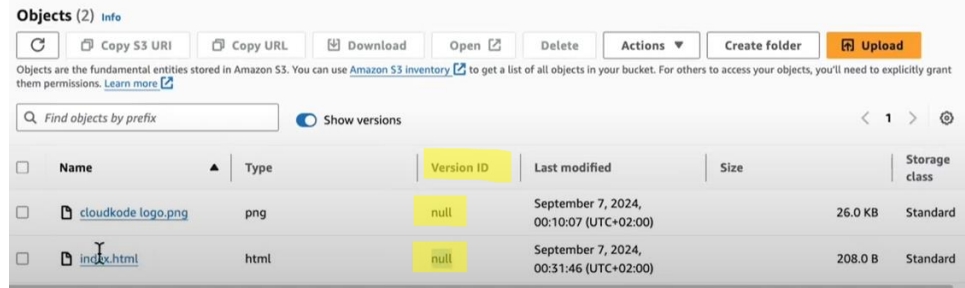 Objects (2) Info
Copy S3 URI Copy URL Download Open Delete Actions Create folder Upload
Objects are the fundamental entities stored in Amazon S3. You can use Amazon S3 inventory to get a list of all objects in your bucket. For others to access your objects, you'll need to explicitly grant
them permissions. Learn more
Find objects by prefix Show versions 1
Name Type Version ID Last modified Size Storage class
cloudkode logo.png png null September 7, 2024, 00:10:07 (UTC+02:00) 26.0 KB Standard
index.html html null September 7, 2024, 00:31:46 (UTC+02:00) 208.0 B Standard